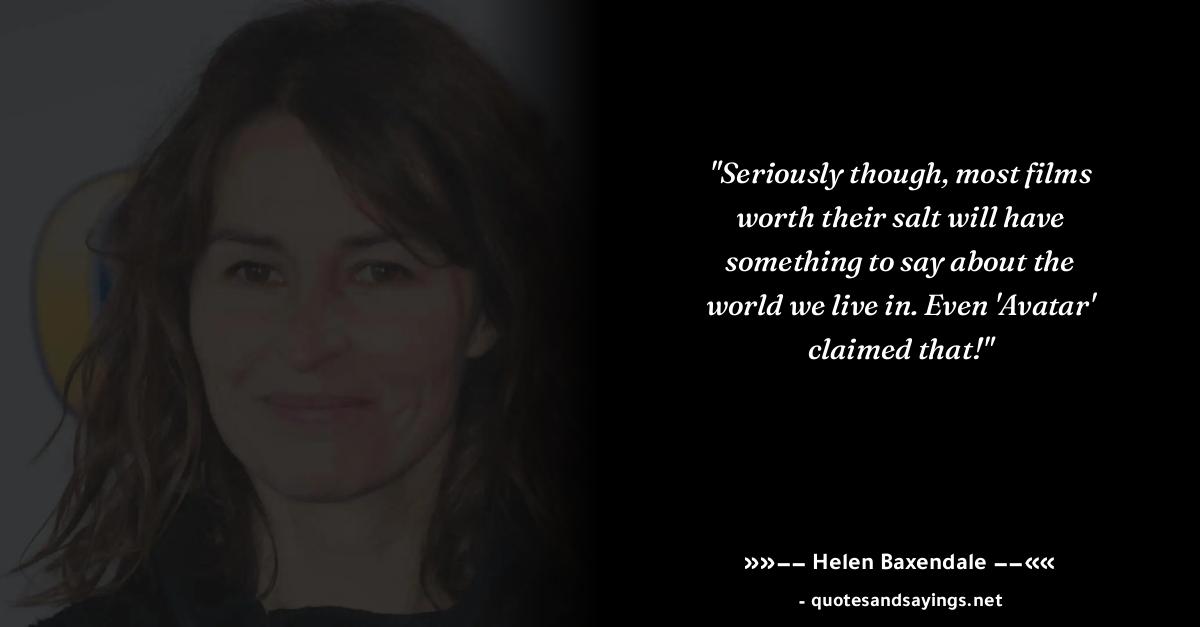 "Seriously though, most films
worth their salt will have
something to say about the
world we live in. Even 'Avatar'
claimed that!"
»»−− Helen Baxendale −−««
- quotesandsayings.net